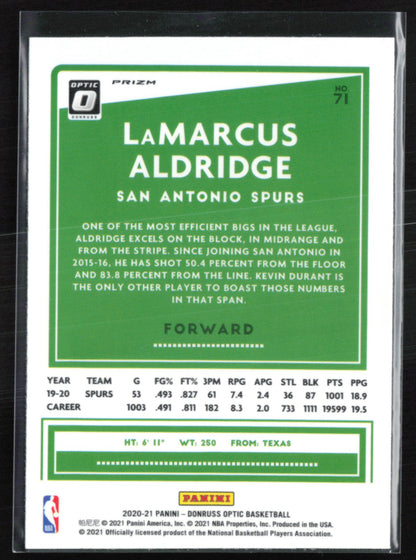 OPTIC
DONRUSS
PRIZM
NO
71
LAMARCUS
ALDRIDGE
SAN ANTONIO SPURS
ONE OF THE MOST EFFICIENT BIGS IN THE LEAGUE,
ALDRIDGE EXCELS ON THE BLOCK, IN MIDRANGE AND
FROM THE STRIPE. SINCE JOINING SAN ANTONIO IN
2015-16, HE HAS SHOT 50.4 PERCENT FROM THE FLOOR
AND 83.8 PERCENT FROM THE LINE. KEVIN DURANT IS
THE ONLY OTHER PLAYER TO BOAST THOSE NUMBERS
IN THAT SPAN.
FORWARD
YEAR TEAM G FG% FT% 3PM RPG APG STL BLK PTS PPG
19-20 SPURS 53 .493 .827 61 7.4 2.4 36 87 1001 18.9
CAREER 1003 .491 .811 182 8.3 2.0 733 1111 19599 19.5
HT: 6' 11" WT: 250 FROM: TEXAS
PANINI
2020-21 PANINI – DONRUSS OPTIC BASKETBALL
帕尼尼 © 2021 Panini America, Inc. © 2021 NBA Properties, Inc. Produced in the USA.
© 2021 Officially licensed product of the National Basketball Players Association.
NBA